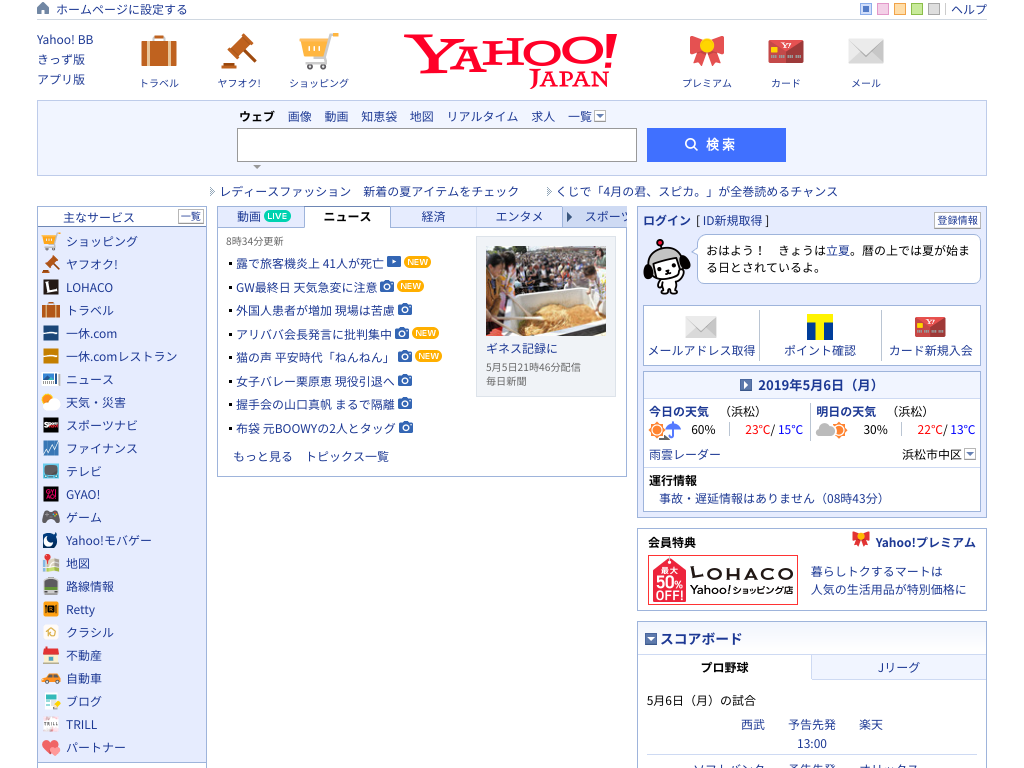 ホームページに設定する
ヘルプ
Yahoo! BB
きっず版
アプリ版
トラベル
ヤフオク!
ショッピング
YAHOO!
JAPAN
プレミアム
カード
メール
ウェブ 画像 動画 知恵袋 地図 リアルタイム 求人 一覧
検索
レディースファッション 新着の夏アイテムをチェック
くじで「4月の君、スピカ。」が全巻読めるチャンス
主なサービス 一覧
ショッピング
ヤフオク!
LOHACO
トラベル
一休.com
一休.comレストラン
ニュース
天気・災害
スポーツナビ
ファイナンス
テレビ
GYAO!
ゲーム
Yahoo!モバゲー
地図
路線情報
Retty
クラシル
不動産
自動車
ブログ
TRILL
パートナー
動画 LIVE ニュース 経済 エンタメ スポーツ
8時34分更新
露で旅客機炎上 41人が死亡 NEW
GW最終日 天気急変に注意 NEW
外国人患者が増加 現場は苦慮
アリババ会長発言に批判集中 NEW
猫の声 平安時代「ねんねん」 NEW
女子バレー栗原恵 現役引退へ
握手会の山口真帆 まるで隔離
布袋 元BOOWYの2人とタッグ
もっと見る トピックス一覧
ギネス記録に
5月5日21時46分配信
毎日新聞
ログイン [ ID新規取得 ] 登録情報
おはよう！ きょうは立夏。暦の上では夏が始ま
る日とされているよ。
メールアドレス取得
ポイント確認
カード新規入会
2019年5月6日（月）
今日の天気 （浜松）
60% 23℃/ 15℃
明日の天気 （浜松）
30% 22℃/ 13℃
雨雲レーダー 浜松市中区
運行情報
事故・遅延情報はありません（08時43分）
会員特典 Yahoo!プレミアム
最大
50%
OFF!
LOHACO
Yahoo!ショッピング店
暮らしトクするマートは
人気の生活用品が特別価格に
スコアボード
プロ野球 Jリーグ
5月6日（月）の試合
西武 予告先発 楽天
13:00
ソフトバンク 予告先発 オリックス